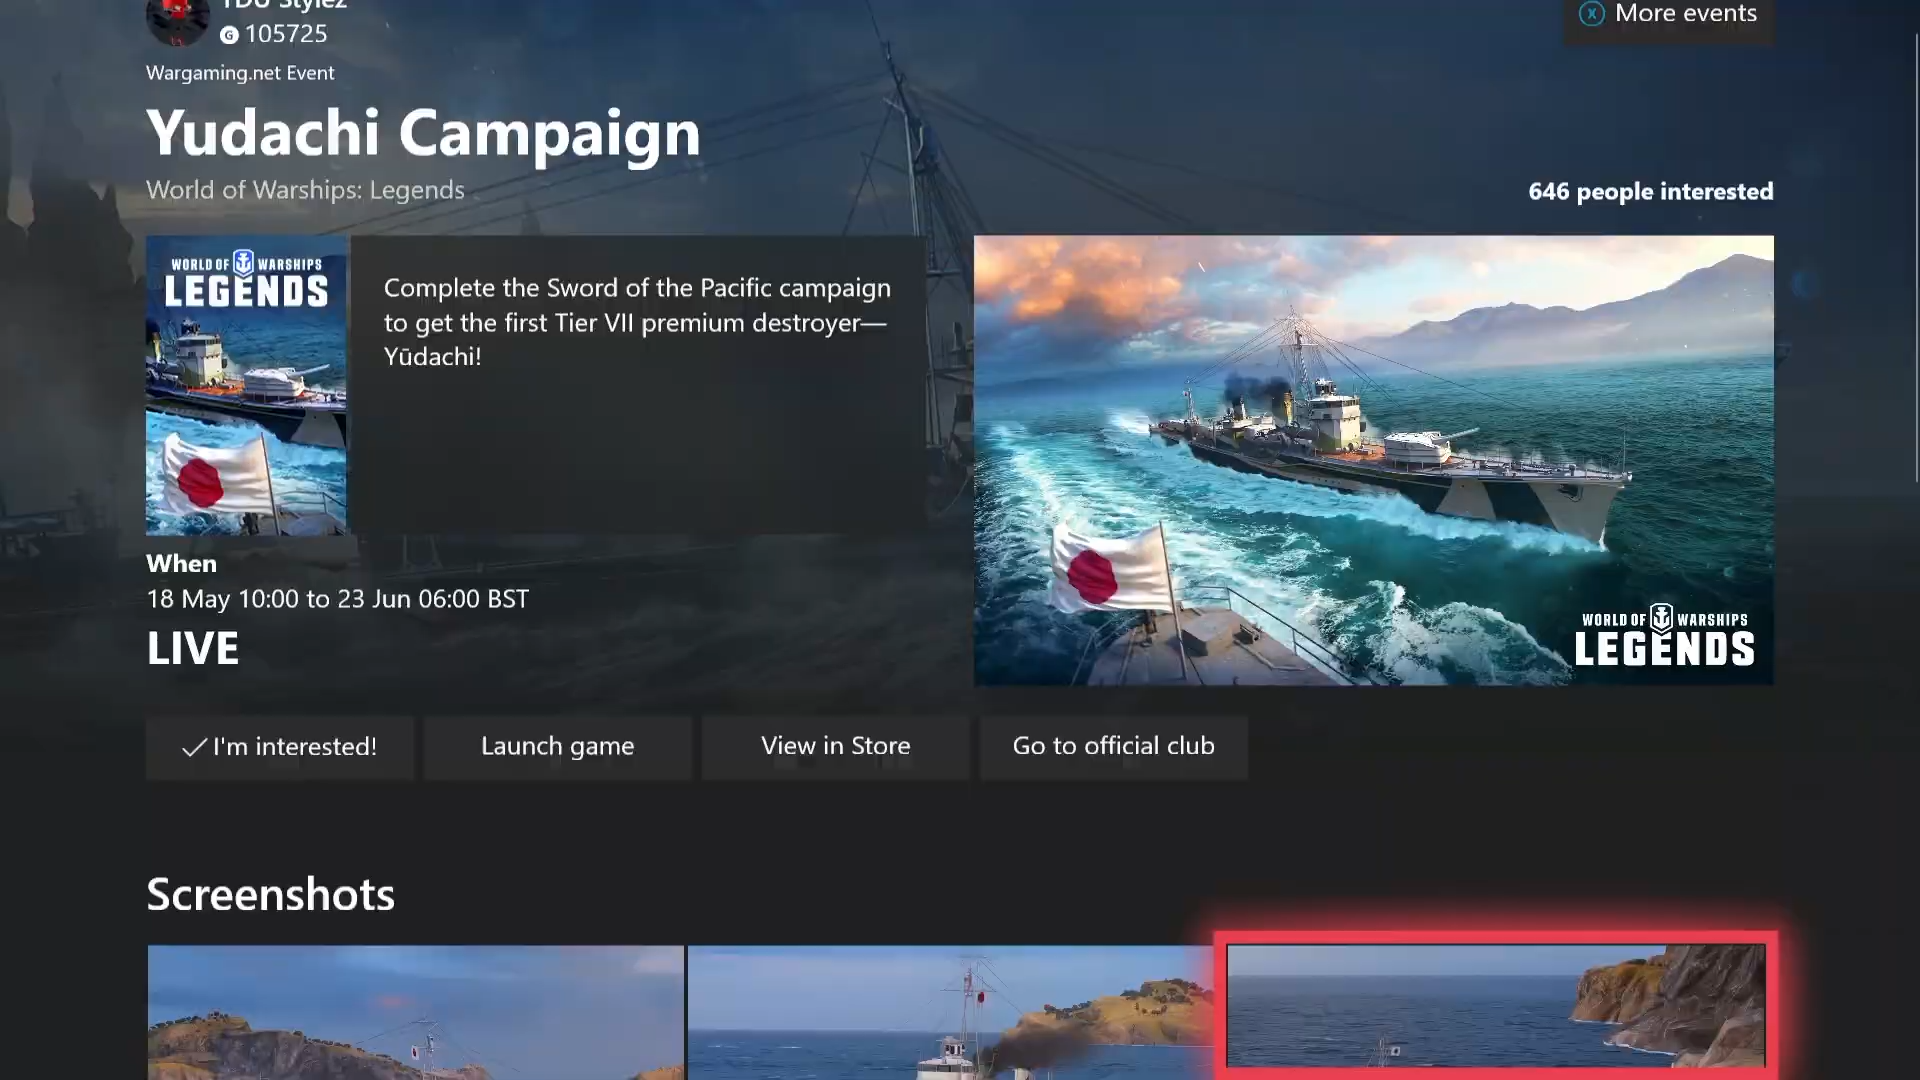 TDU Stylez
G 105725
X More events
Wargaming.net Event
Yudachi Campaign
World of Warships: Legends
646 people interested
WORLD OF WARSHIPS
LEGENDS
Complete the Sword of the Pacific campaign
to get the first Tier VII premium destroyer—
Yūdachi!
WORLD OF WARSHIPS
LEGENDS
When
18 May 10:00 to 23 Jun 06:00 BST
LIVE
I'm interested!
Launch game
View in Store
Go to official club
Screenshots